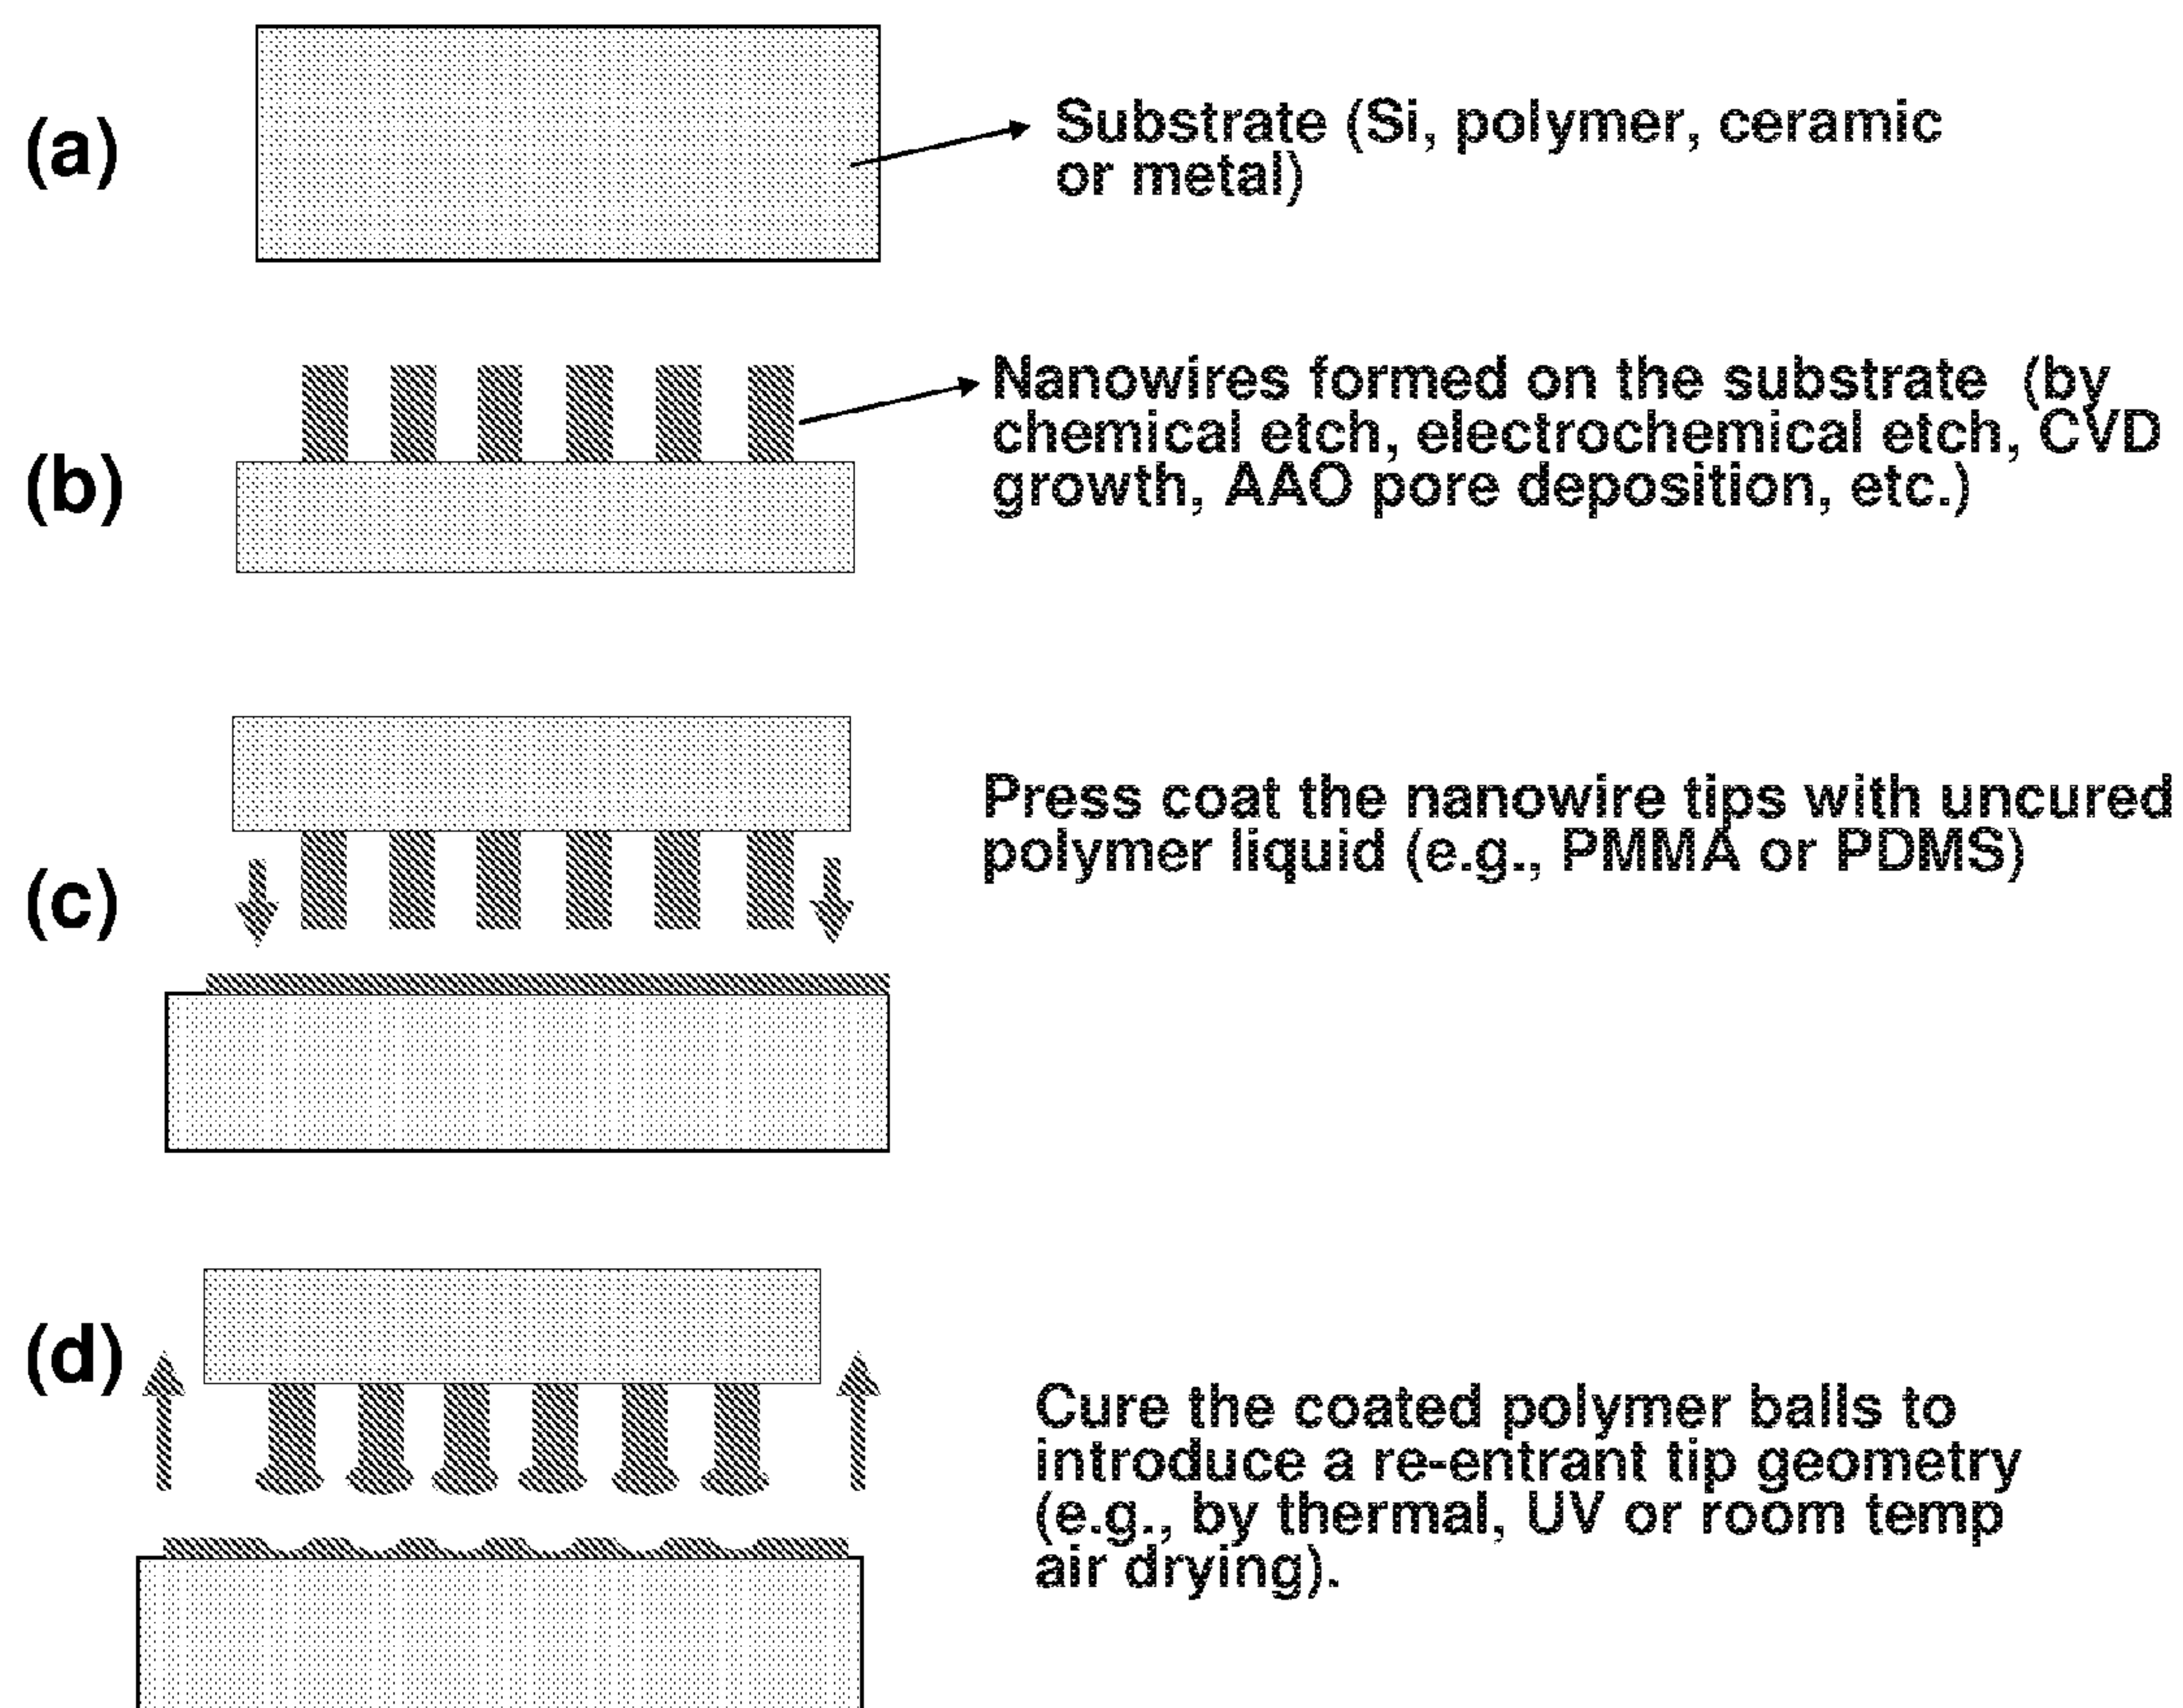 (a)
Substrate (Si, polymer, ceramic
or metal)
(b)
Nanowires formed on the substrate (by
chemical etch, electrochemical etch, CVD
growth, AAO pore deposition, etc.)
(c)
Press coat the nanowire tips with uncured
polymer liquid (e.g., PMMA or PDMS)
(d)
Cure the coated polymer balls to
introduce a re-entrant tip geometry
(e.g., by thermal, UV or room temp
air drying).